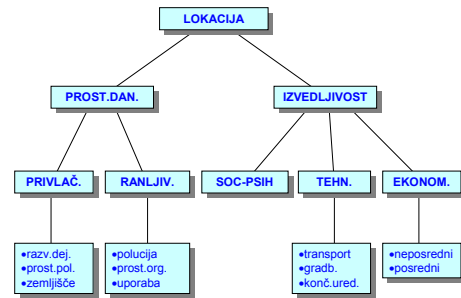 LOKACIJA
PROST.DAN.
IZVEDLJIVOST
PRIVLAČ.
RANLJIV.
SOC-PSIH
TEHN.
EKONOM.
•razv.dej.
•prost.pol.
•zemljišče
•polucija
•prost.org.
•uporaba
•transport
•gradb.
•konč.ured.
•neposredni
•posredni